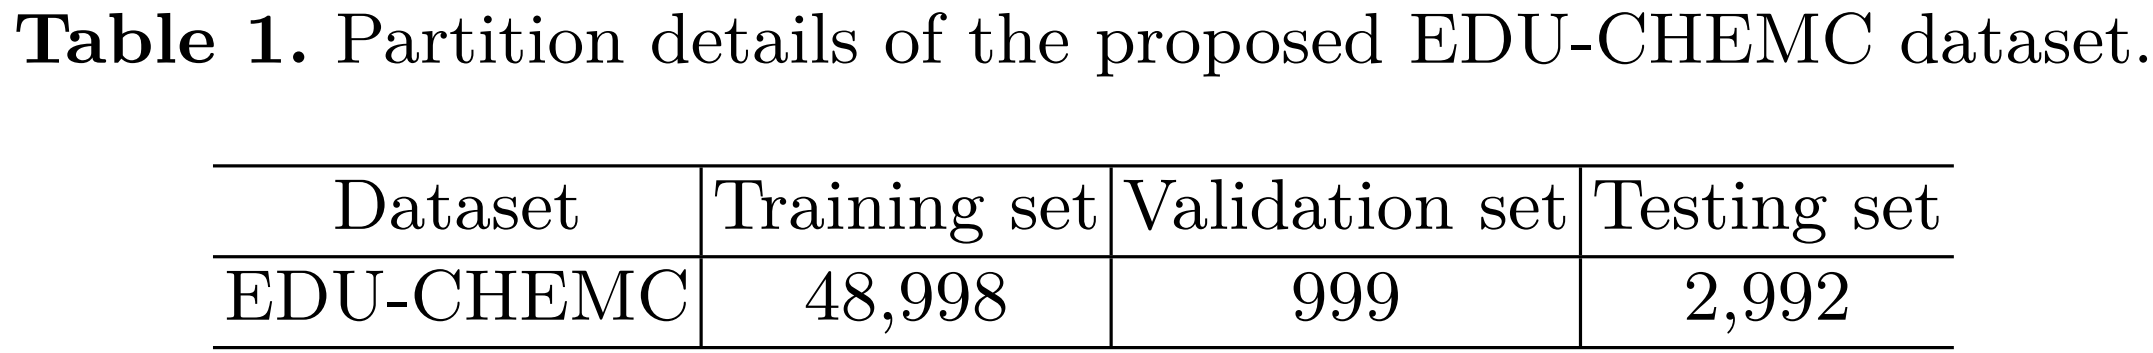 Table 1. Partition details of the proposed EDU-CHEMC dataset.
Dataset Training set Validation set Testing set
EDU-CHEMC 48,998 999 2,992